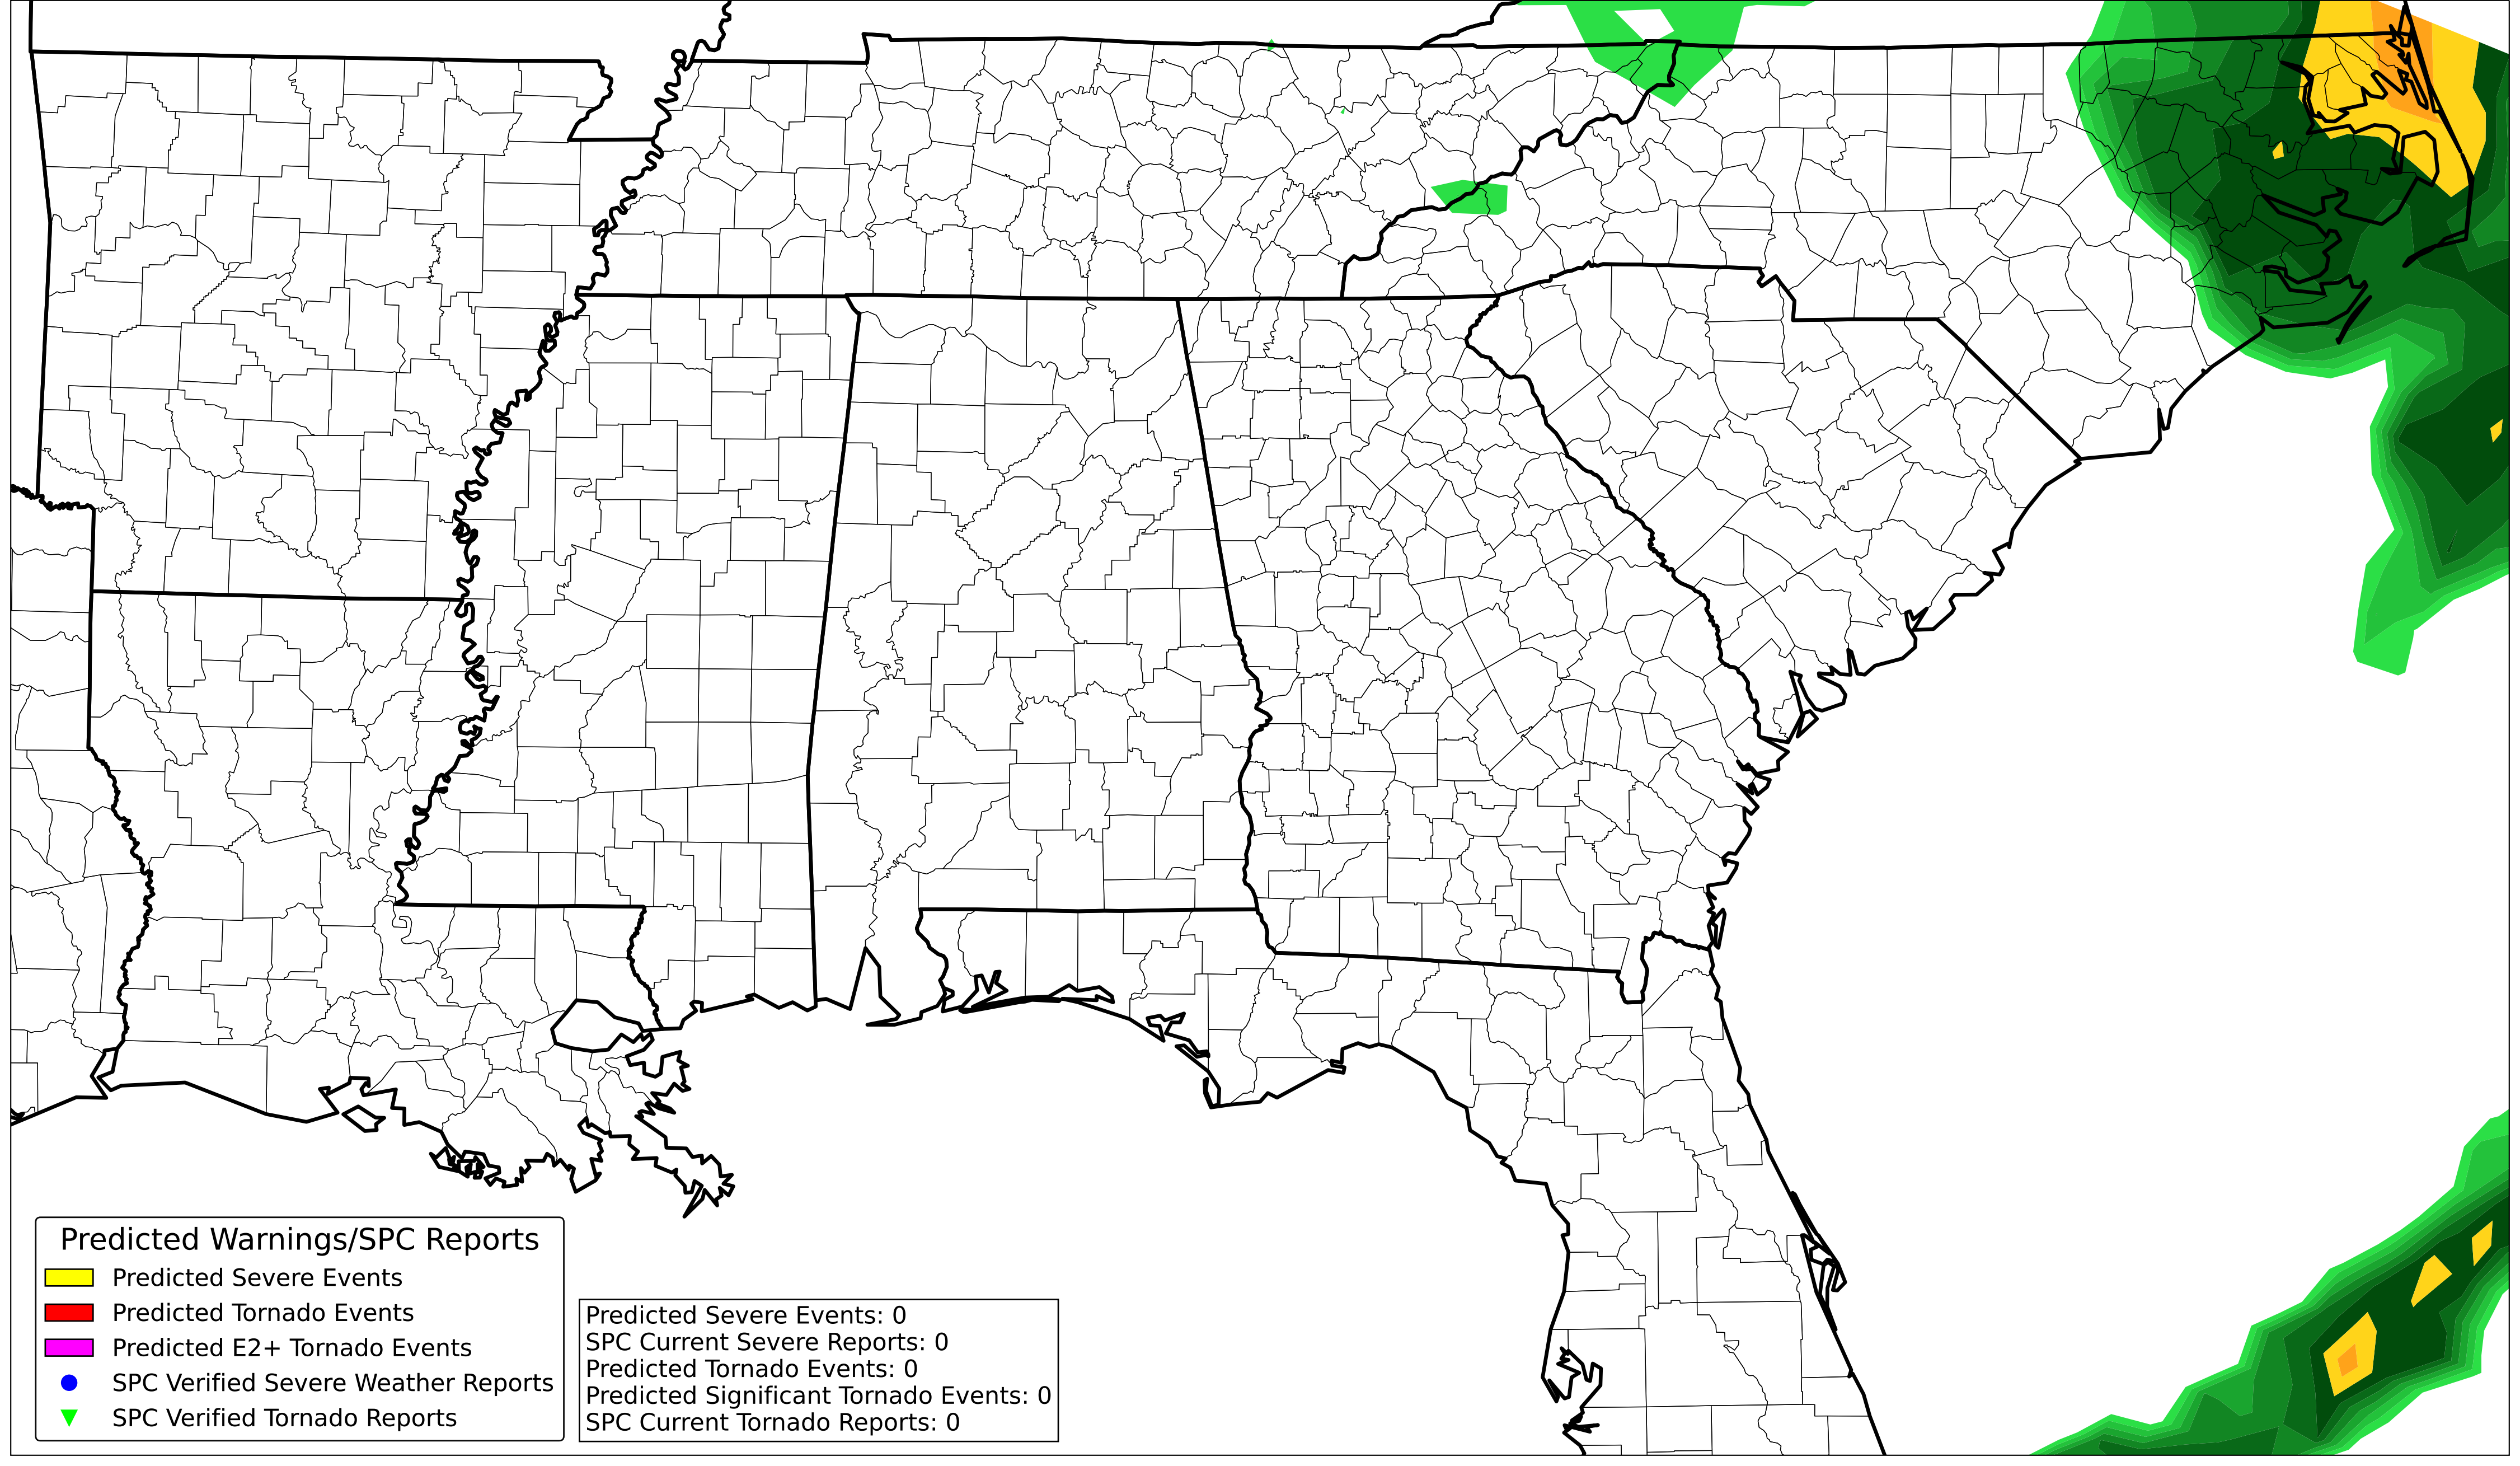 Predicted Warnings/SPC Reports
Predicted Severe Events
Predicted Tornado Events
Predicted E2+ Tornado Events
SPC Verified Severe Weather Reports
SPC Verified Tornado Reports
Predicted Severe Events: 0
SPC Current Severe Reports: 0
Predicted Tornado Events: 0
Predicted Significant Tornado Events: 0
SPC Current Tornado Reports: 0